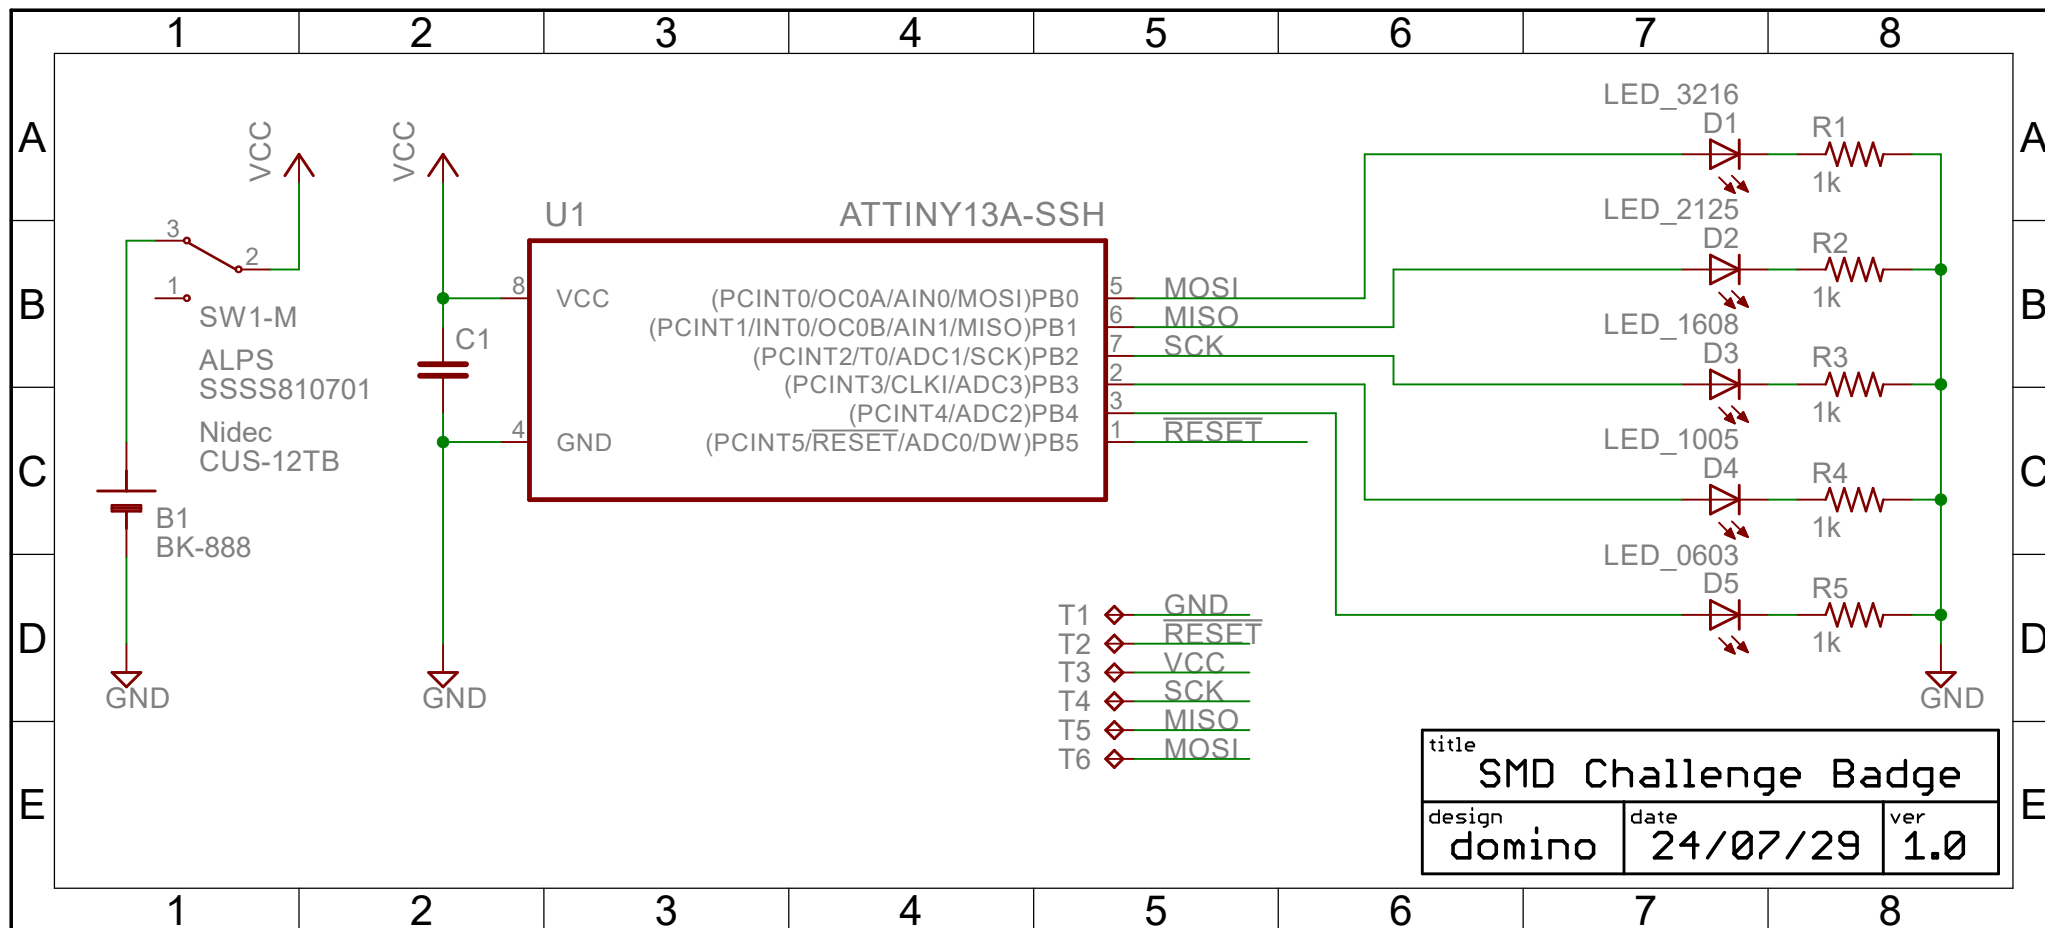 1 2 3 4 5 6 7 8
A A
B B
C C
D D
E E
VCC
3
2
1
SW1-M
ALPS
SSSS810701
Nidec
CUS-12TB
B1
BK-888
GND
VCC
C1
GND
U1 ATTINY13A-SSH
8 VCC
4 GND
(PCINT0/OC0A/AIN0/MOSI)PB0 5 MOSI
(PCINT1/INT0/OC0B/AIN1/MISO)PB1 6 MISO
(PCINT2/T0/ADC1/SCK)PB2 7 SCK
(PCINT3/CLKI/ADC3)PB3 2
(PCINT4/ADC2)PB4 3
(PCINT5/RESET/ADC0/DW)PB5 1 RESET
T1 GND
T2 RESET
T3 VCC
T4 SCK
T5 MISO
T6 MOSI
LED_3216
D1 R1
1k
LED_2125
D2 R2
1k
LED_1608
D3 R3
1k
LED_1005
D4 R4
1k
LED_0603
D5 R5
1k
GND
title
SMD Challenge Badge
design date ver
domino 24/07/29 1.0
1 2 3 4 5 6 7 8